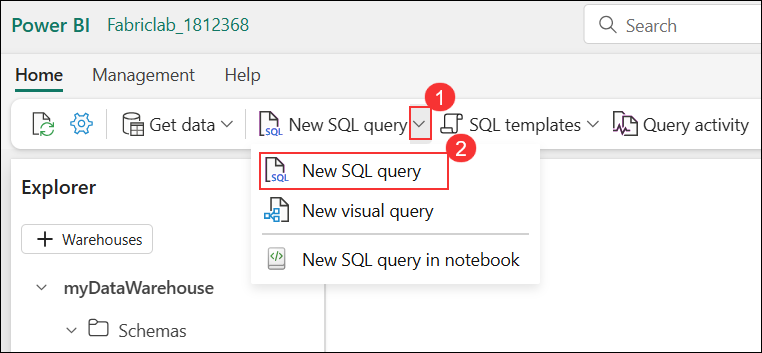 Power BI Fabriclab_1812368 Search
Home Management Help
1
Get data New SQL query SQL templates Query activity
2
New SQL query
Explorer
New visual query
+ Warehouses
New SQL query in notebook
myDataWarehouse
Schemas